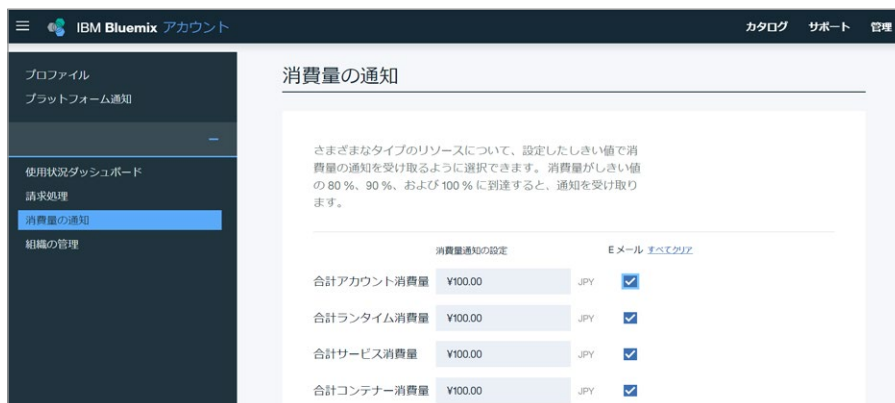 IBM Bluemix アカウント
カタログ サポート 管理
プロファイル
プラットフォーム通知
使用状況ダッシュボード
請求処理
消費量の通知
組織の管理
消費量の通知
さまざまなタイプのリソースについて、設定したしきい値で消
費量の通知を受け取るように選択できます。 消費量がしきい値
の 80 %、90 %、および 100 % に到達すると、通知を受け取り
ます。
消費量通知の設定 E メール すべてクリア
合計アカウント消費量 ¥100.00 JPY
合計ランタイム消費量 ¥100.00 JPY
合計サービス消費量 ¥100.00 JPY
合計コンテナー消費量 ¥100.00 JPY